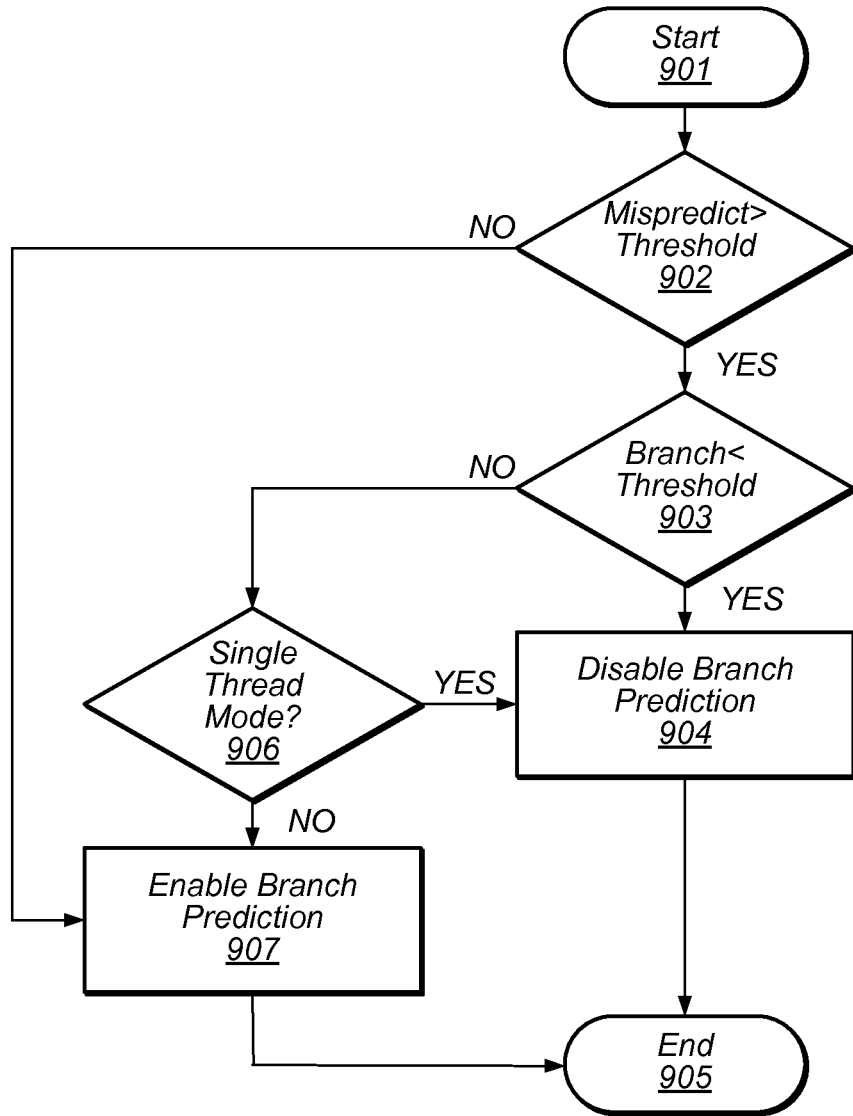 Start
901
Mispredict>
Threshold
902
NO
YES
Branch<
Threshold
903
NO
YES
Single
Thread
Mode?
906
YES
NO
Disable Branch
Prediction
904
Enable Branch
Prediction
907
End
905